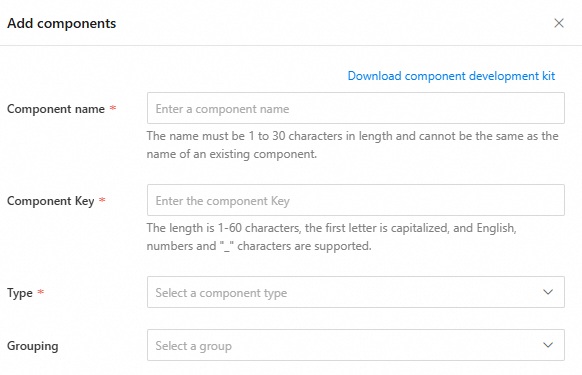 Add components
Download component development kit
Component name *
Enter a component name
The name must be 1 to 30 characters in length and cannot be the same as the
name of an existing component.
Component Key *
Enter the component Key
The length is 1-60 characters, the first letter is capitalized, and English,
numbers and "_" characters are supported.
Type *
Select a component type
Grouping
Select a group